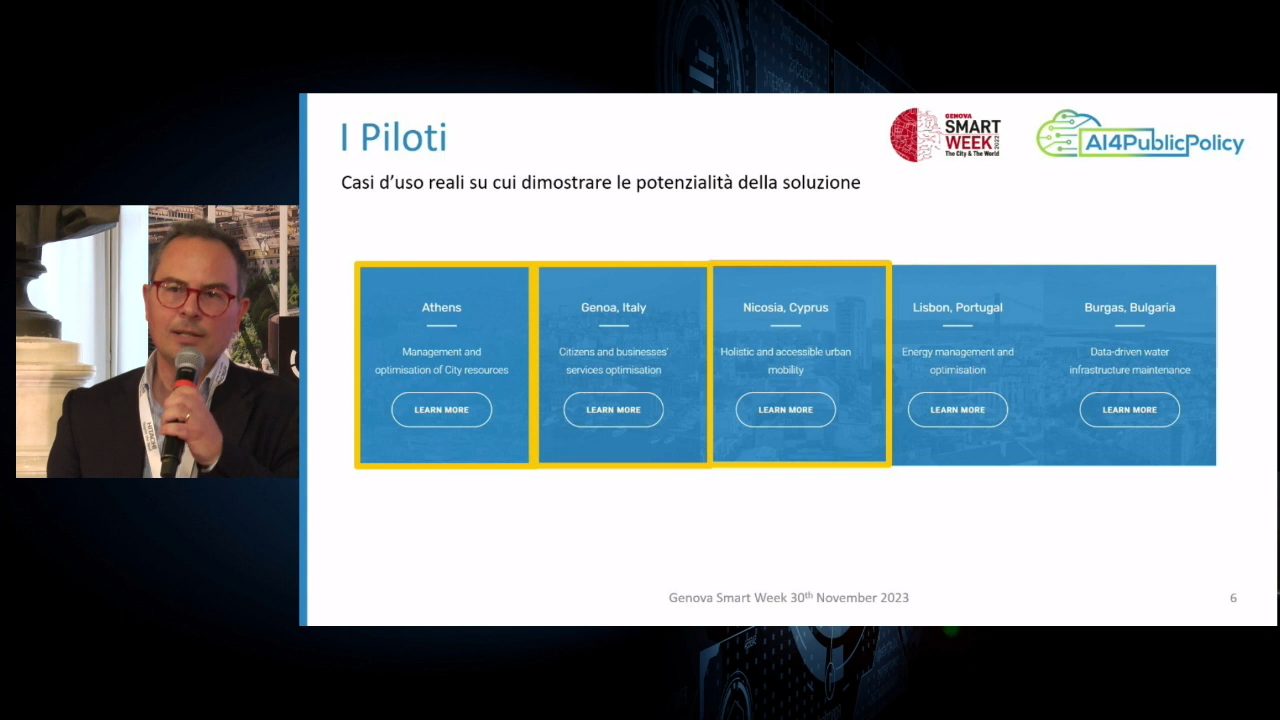 I Piloti
GENOVA
SMART
WEEK
The City & The World
AI4PublicPolicy
Casi d’uso reali su cui dimostrare le potenzialità della soluzione
Athens
Management and
optimisation of City resources
LEARN MORE
Genoa, Italy
Citizens and businesses'
services optimisation
LEARN MORE
Nicosia, Cyprus
Holistic and accessible urban
mobility
LEARN MORE
Lisbon, Portugal
Energy management and
optimisation
LEARN MORE
Burgas, Bulgaria
Data-driven water
infrastructure maintenance
LEARN MORE
HITACHI
Genova Smart Week 30th November 2023
6